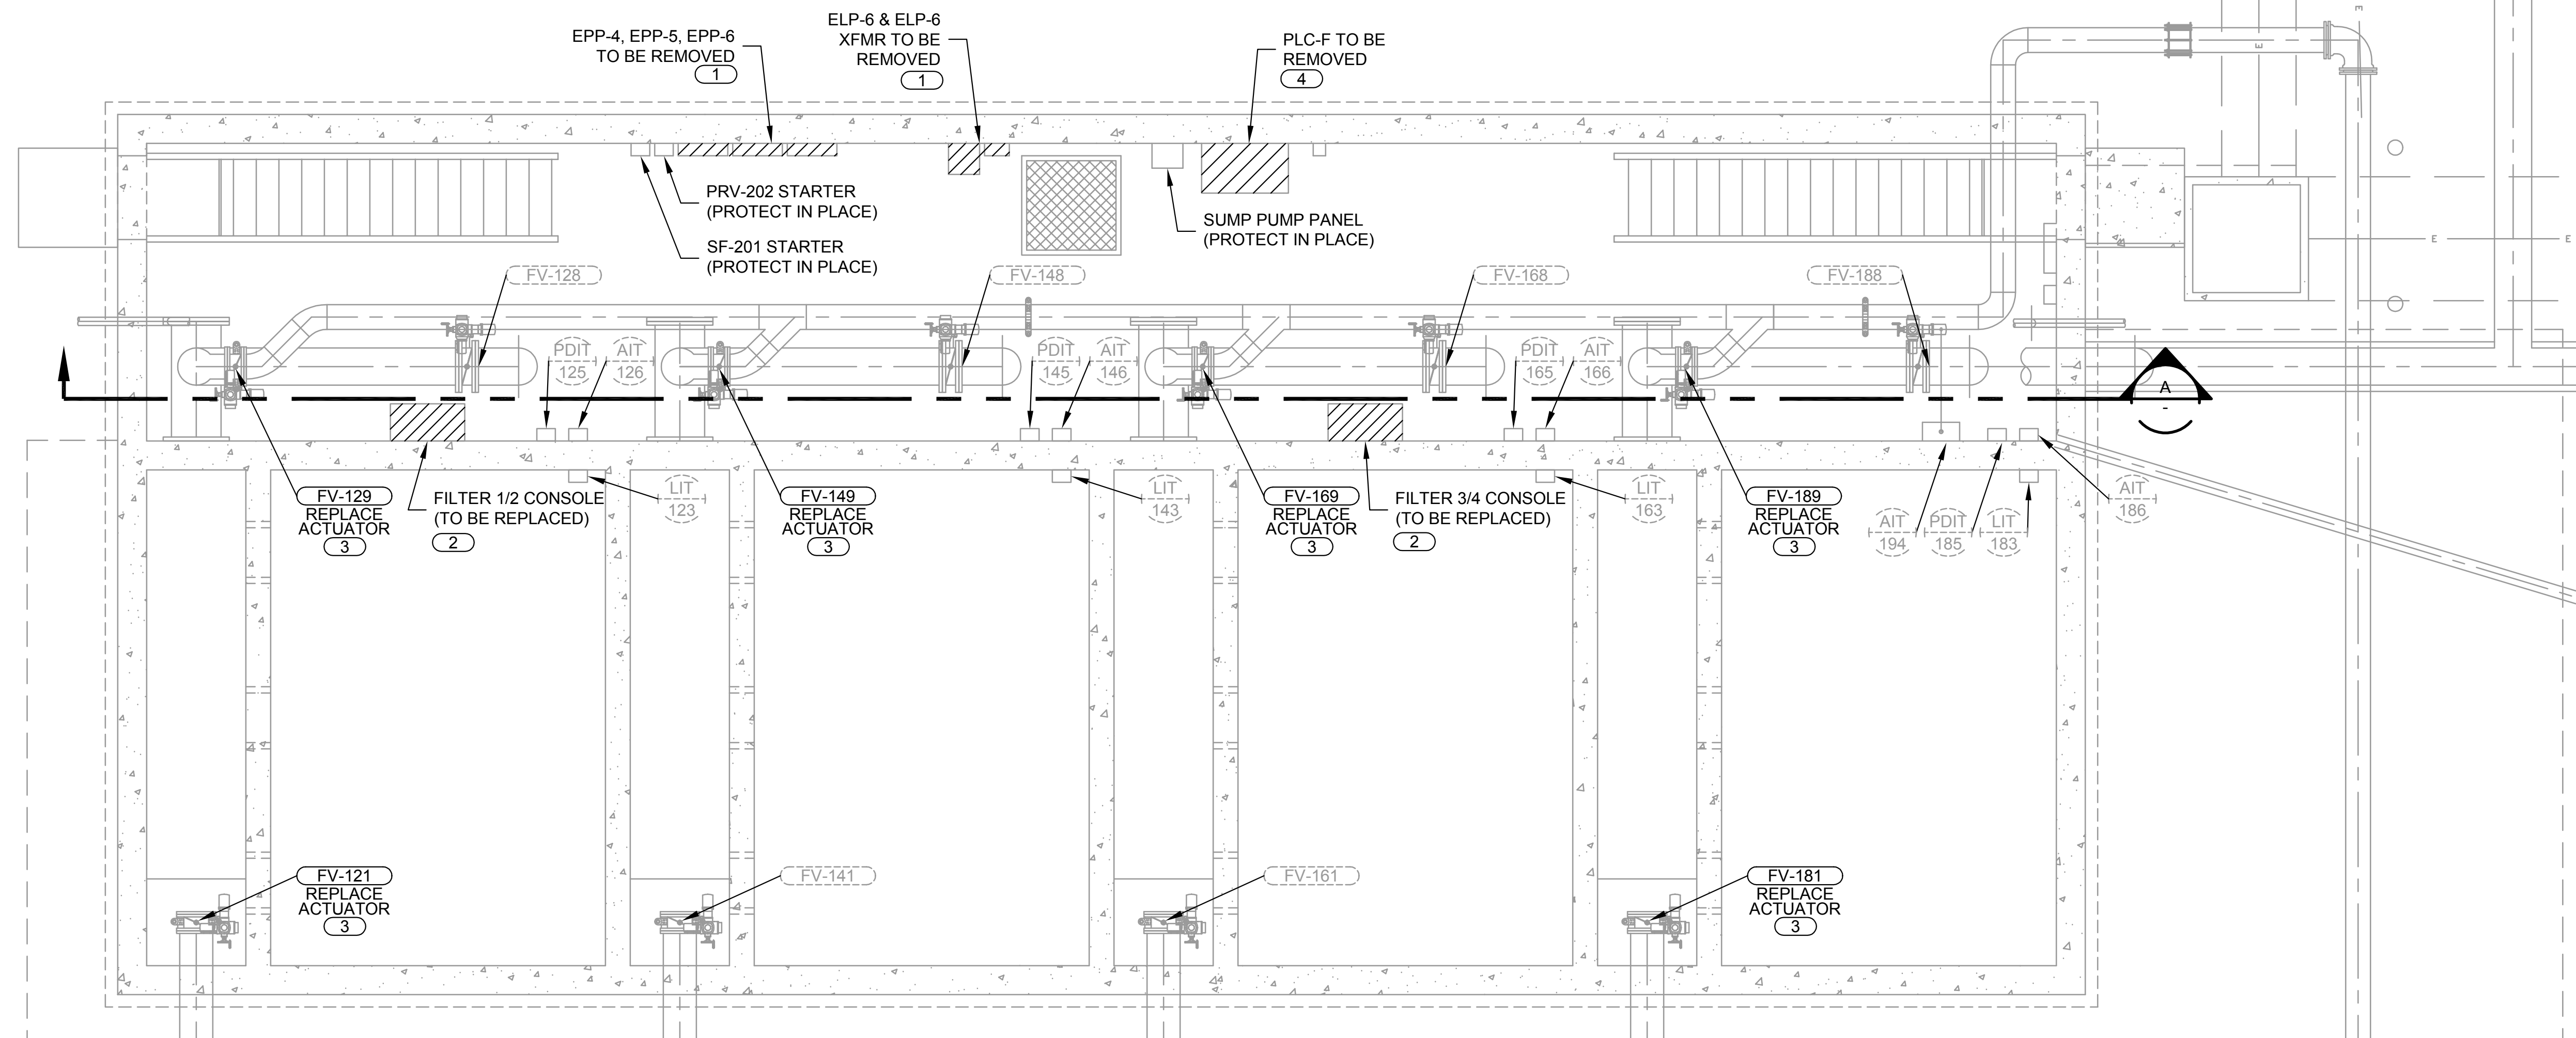 EPP-4, EPP-5, EPP-6
TO BE REMOVED
1
ELP-6 & ELP-6
XFMR TO BE
REMOVED
1
PLC-F TO BE
REMOVED
4
E
E
PRV-202 STARTER
(PROTECT IN PLACE)
SF-201 STARTER
(PROTECT IN PLACE)
SUMP PUMP PANEL
(PROTECT IN PLACE)
E
E
FV-128
FV-148
FV-168
FV-188
PDIT
125
AIT
126
PDIT
145
AIT
146
PDIT
165
AIT
166
A
-
FV-129
REPLACE
ACTUATOR
3
FILTER 1/2 CONSOLE
(TO BE REPLACED)
2
LIT
123
FV-149
REPLACE
ACTUATOR
3
LIT
143
FV-169
REPLACE
ACTUATOR
3
FILTER 3/4 CONSOLE
(TO BE REPLACED)
2
LIT
163
FV-189
REPLACE
ACTUATOR
3
AIT
194
PDIT
185
LIT
183
AIT
186
FV-121
REPLACE
ACTUATOR
3
FV-141
FV-161
FV-181
REPLACE
ACTUATOR
3